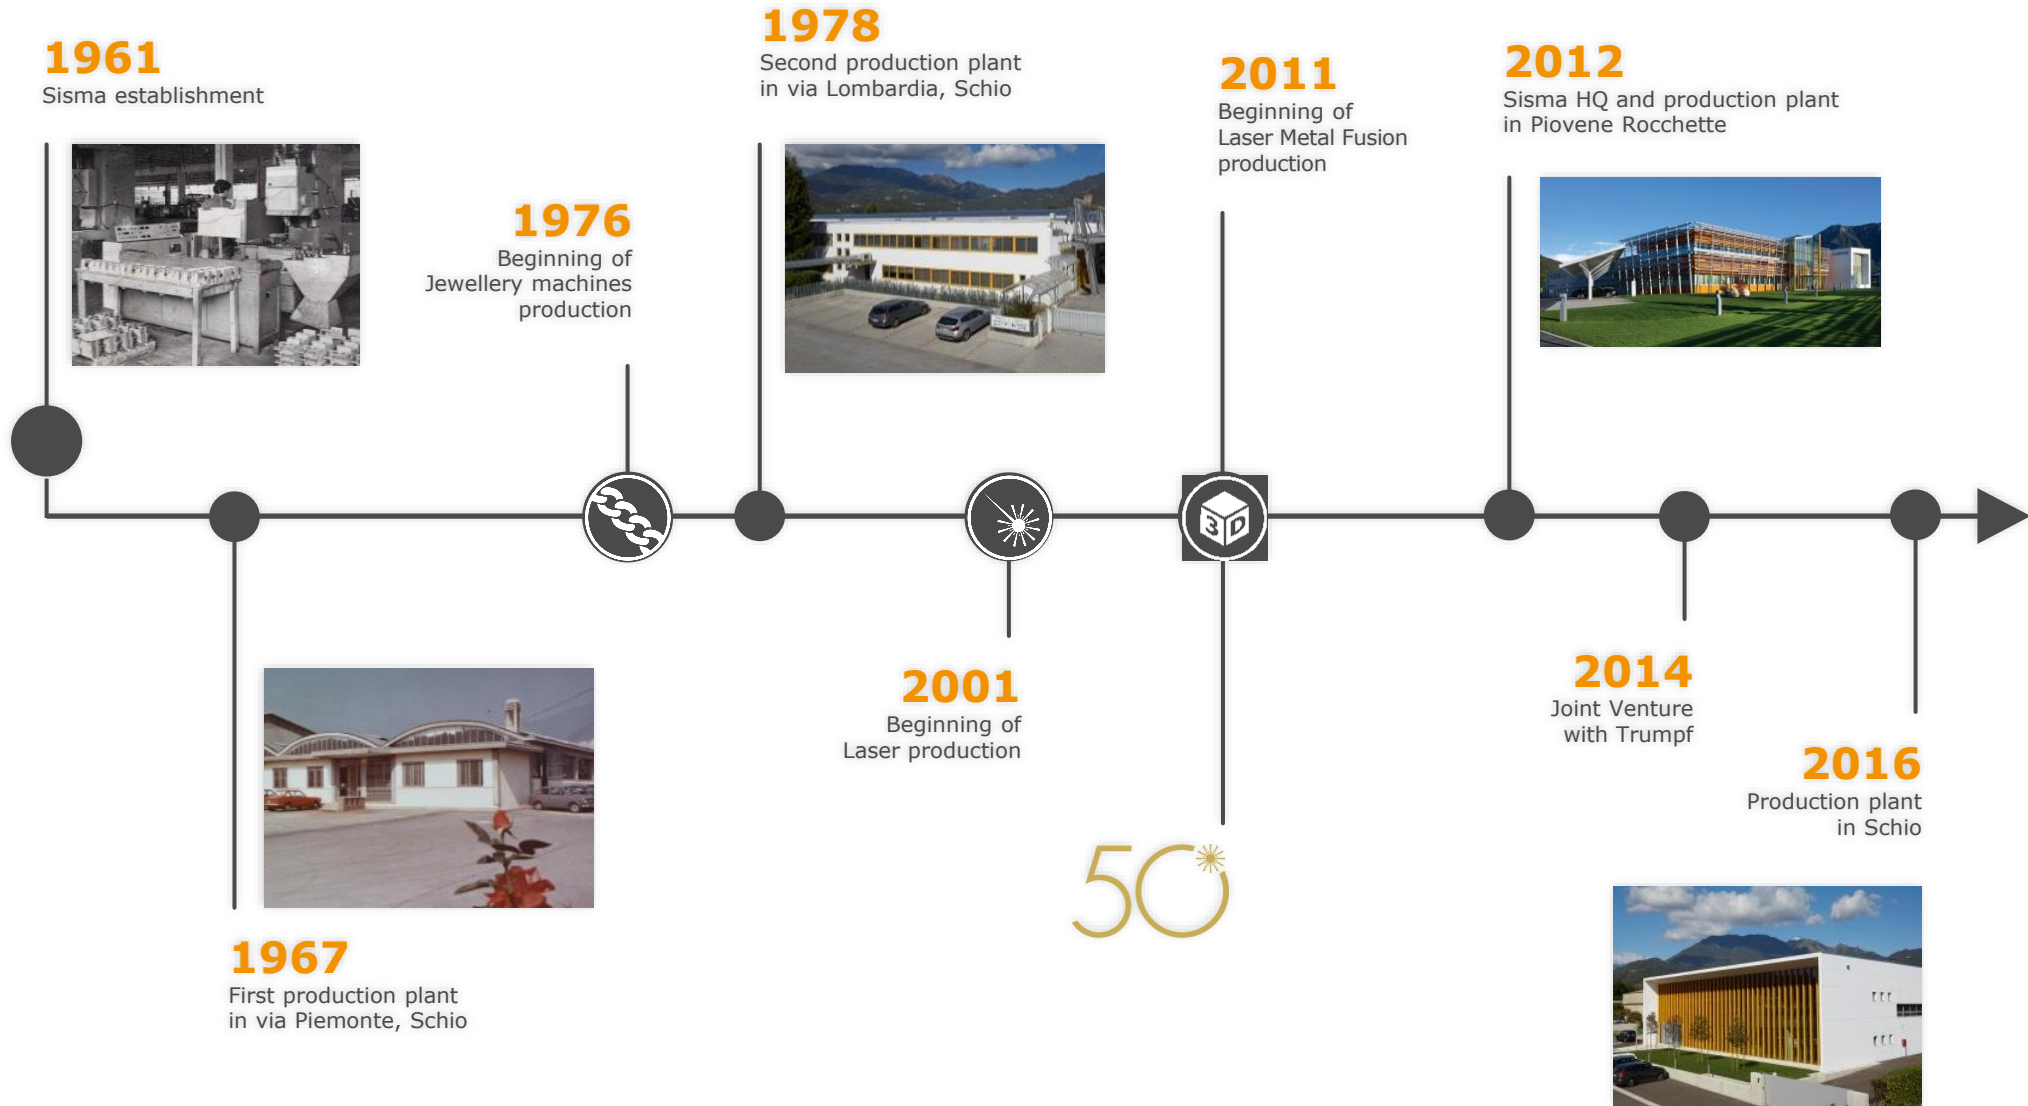 1961
Sisma establishment
1967
First production plant
in via Piemonte, Schio
1976
Beginning of
Jewellery machines
production
1978
Second production plant
in via Lombardia, Schio
2001
Beginning of
Laser production
2011
Beginning of
Laser Metal Fusion
production
3D
50
2012
Sisma HQ and production plant
in Piovene Rocchette
2014
Joint Venture
with Trumpf
2016
Production plant
in Schio